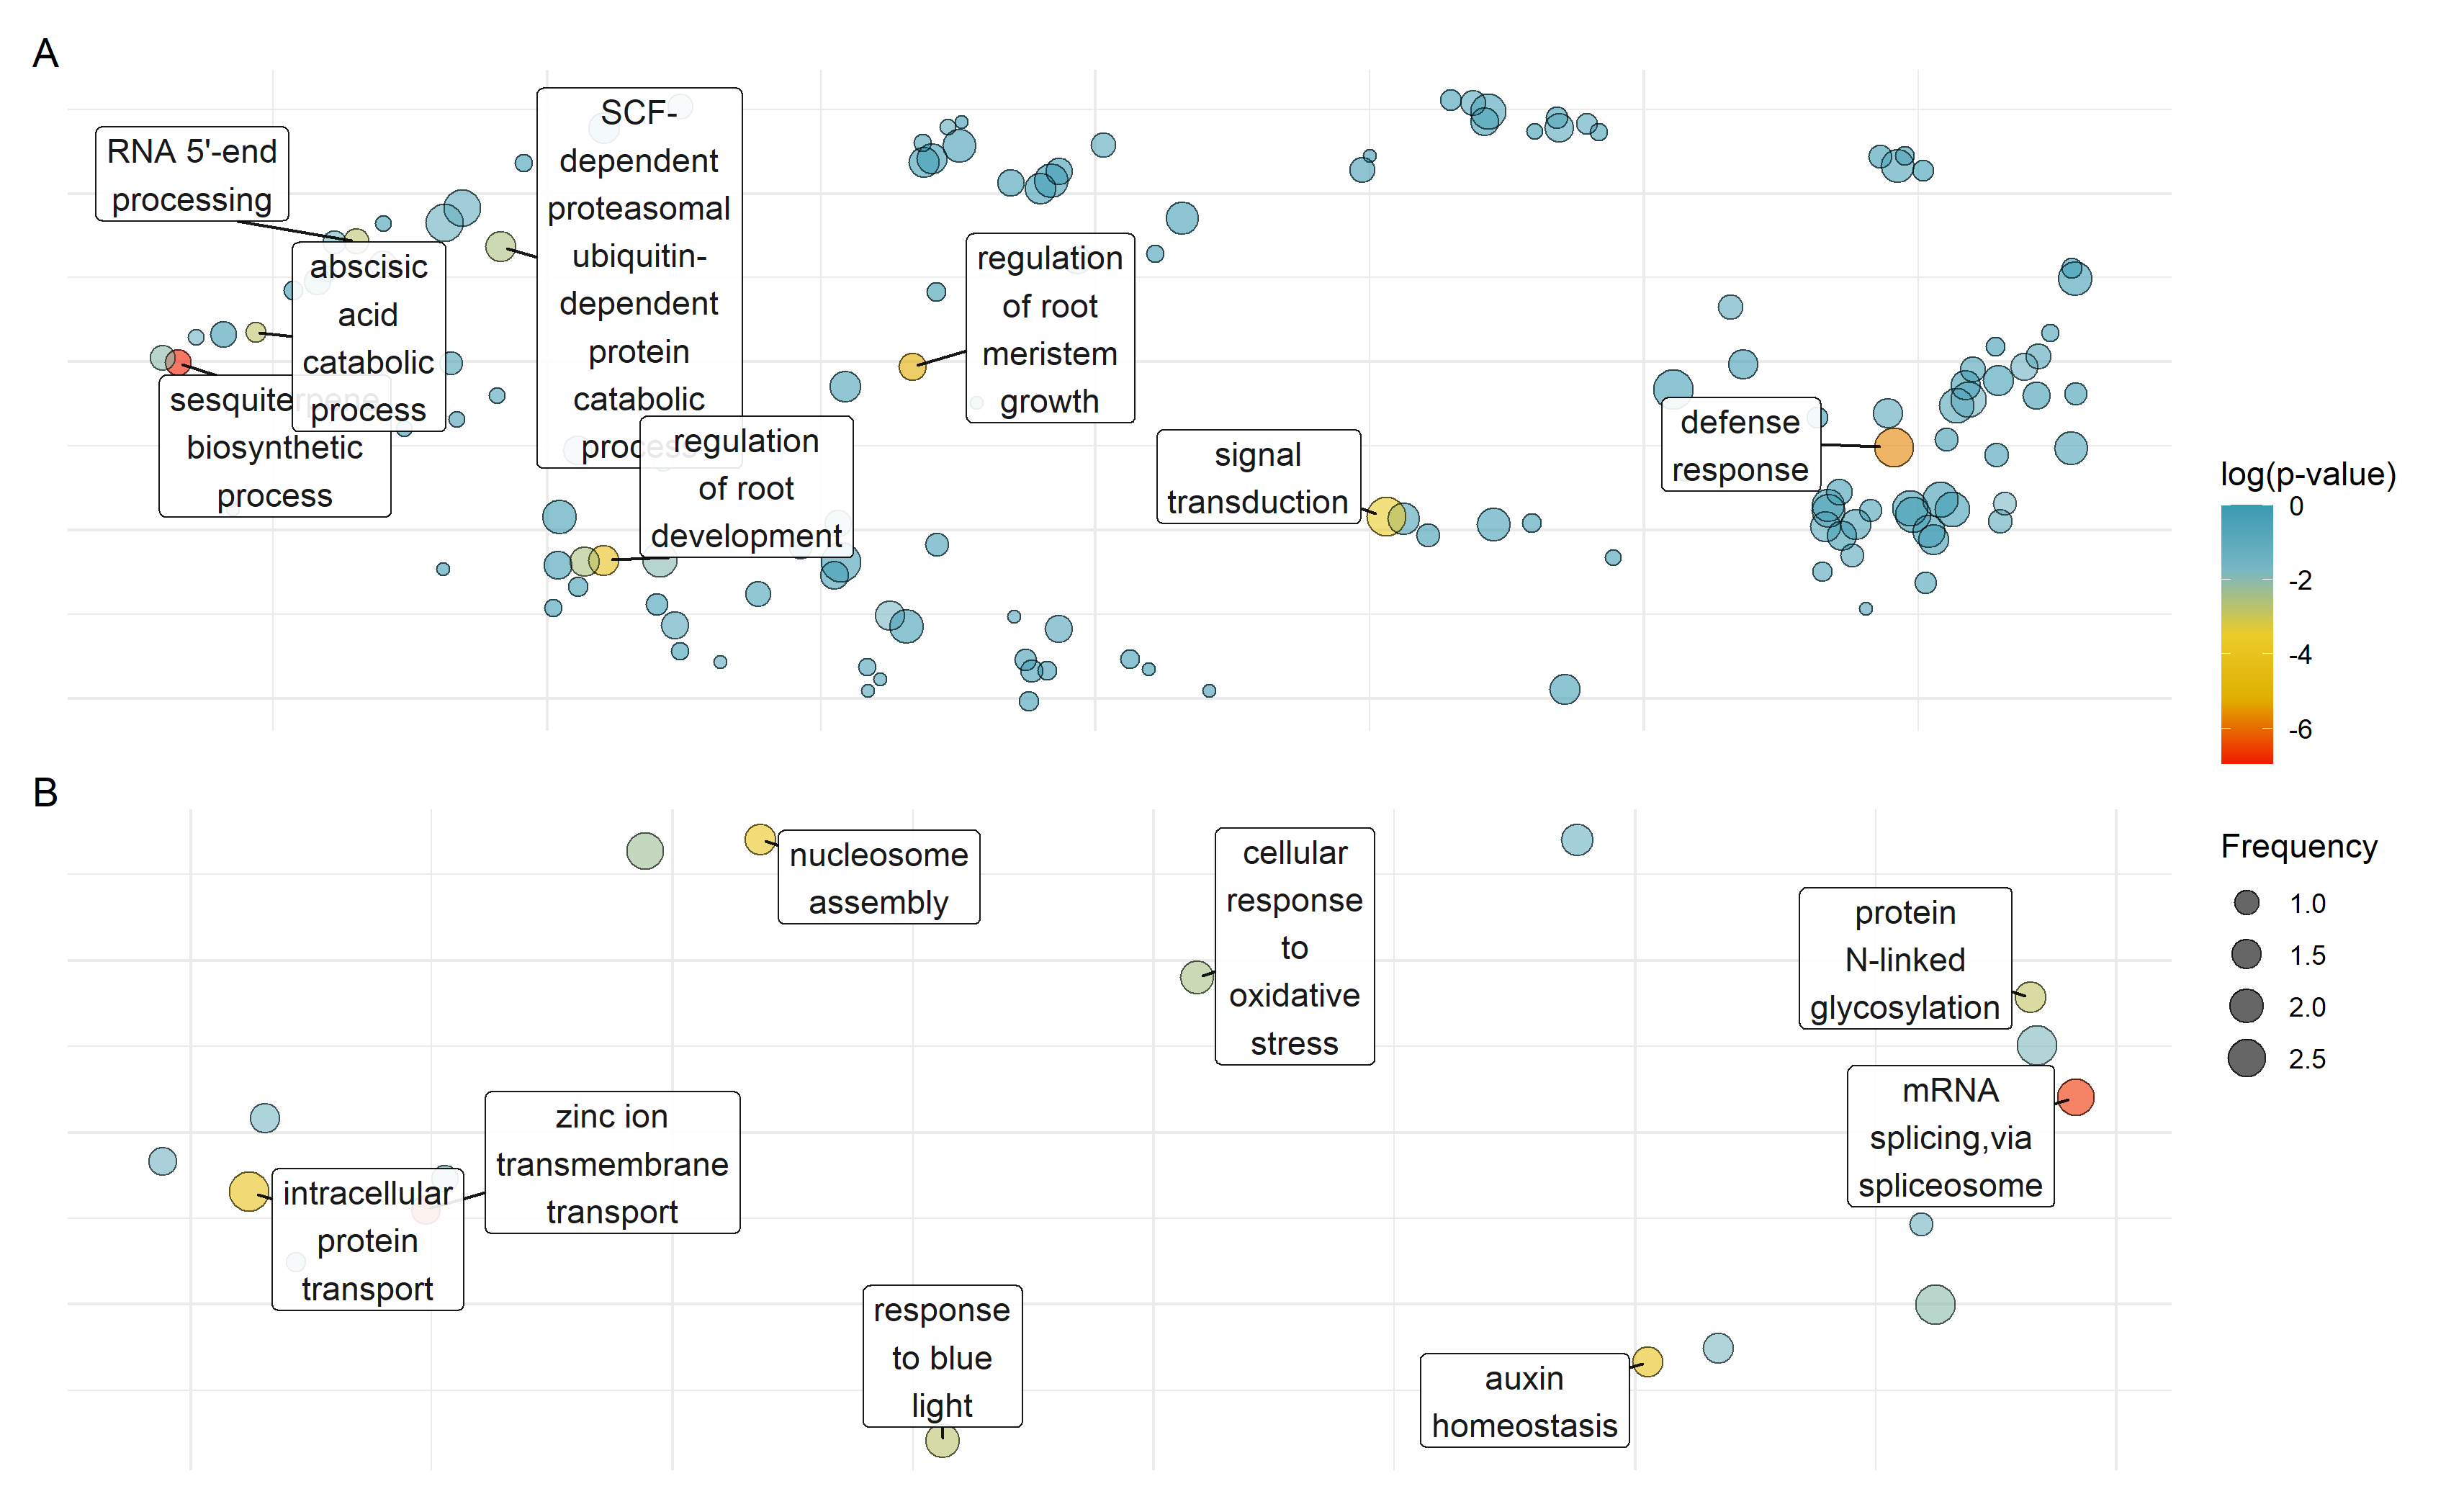 A
RNA 5'-end
processing
SCF-
dependent
proteasomal
ubiquitin-
dependent
protein
catabolic
process
abscisic
acid
catabolic
process
sesquiterpene
biosynthetic
process
regulation
of root
development
regulation
of root
meristem
growth
signal
transduction
defense
response
log(p-value)
0
-2
-4
-6
B
nucleosome
assembly
cellular
response
to
oxidative
stress
protein
N-linked
glycosylation
mRNA
splicing,via
spliceosome
zinc ion
transmembrane
transport
intracellular
protein
transport
response
to blue
light
auxin
homeostasis
Frequency
1.0
1.5
2.0
2.5